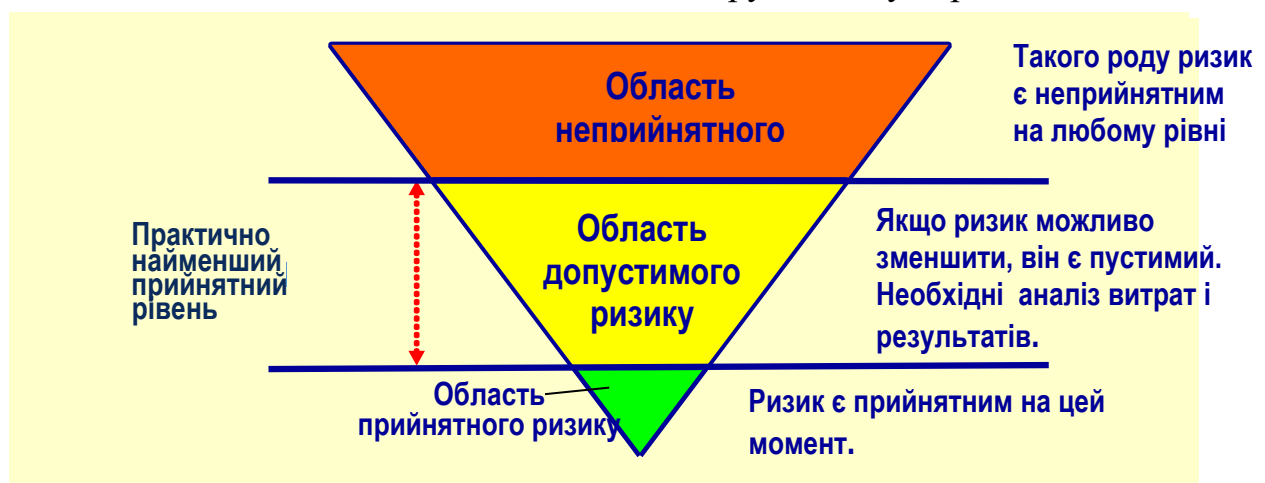 Область
неприйнятного
Такого роду ризик
є неприйнятним
на любому рівні
Практично
найменший
прийнятний
рівень
Область
допустимого
ризику
Якщо ризик можливо
зменшити, він є пустимий.
Необхідні аналіз витрат і
результатів.
Область
прийнятного ризику
Ризик є прийнятним на цей
момент.